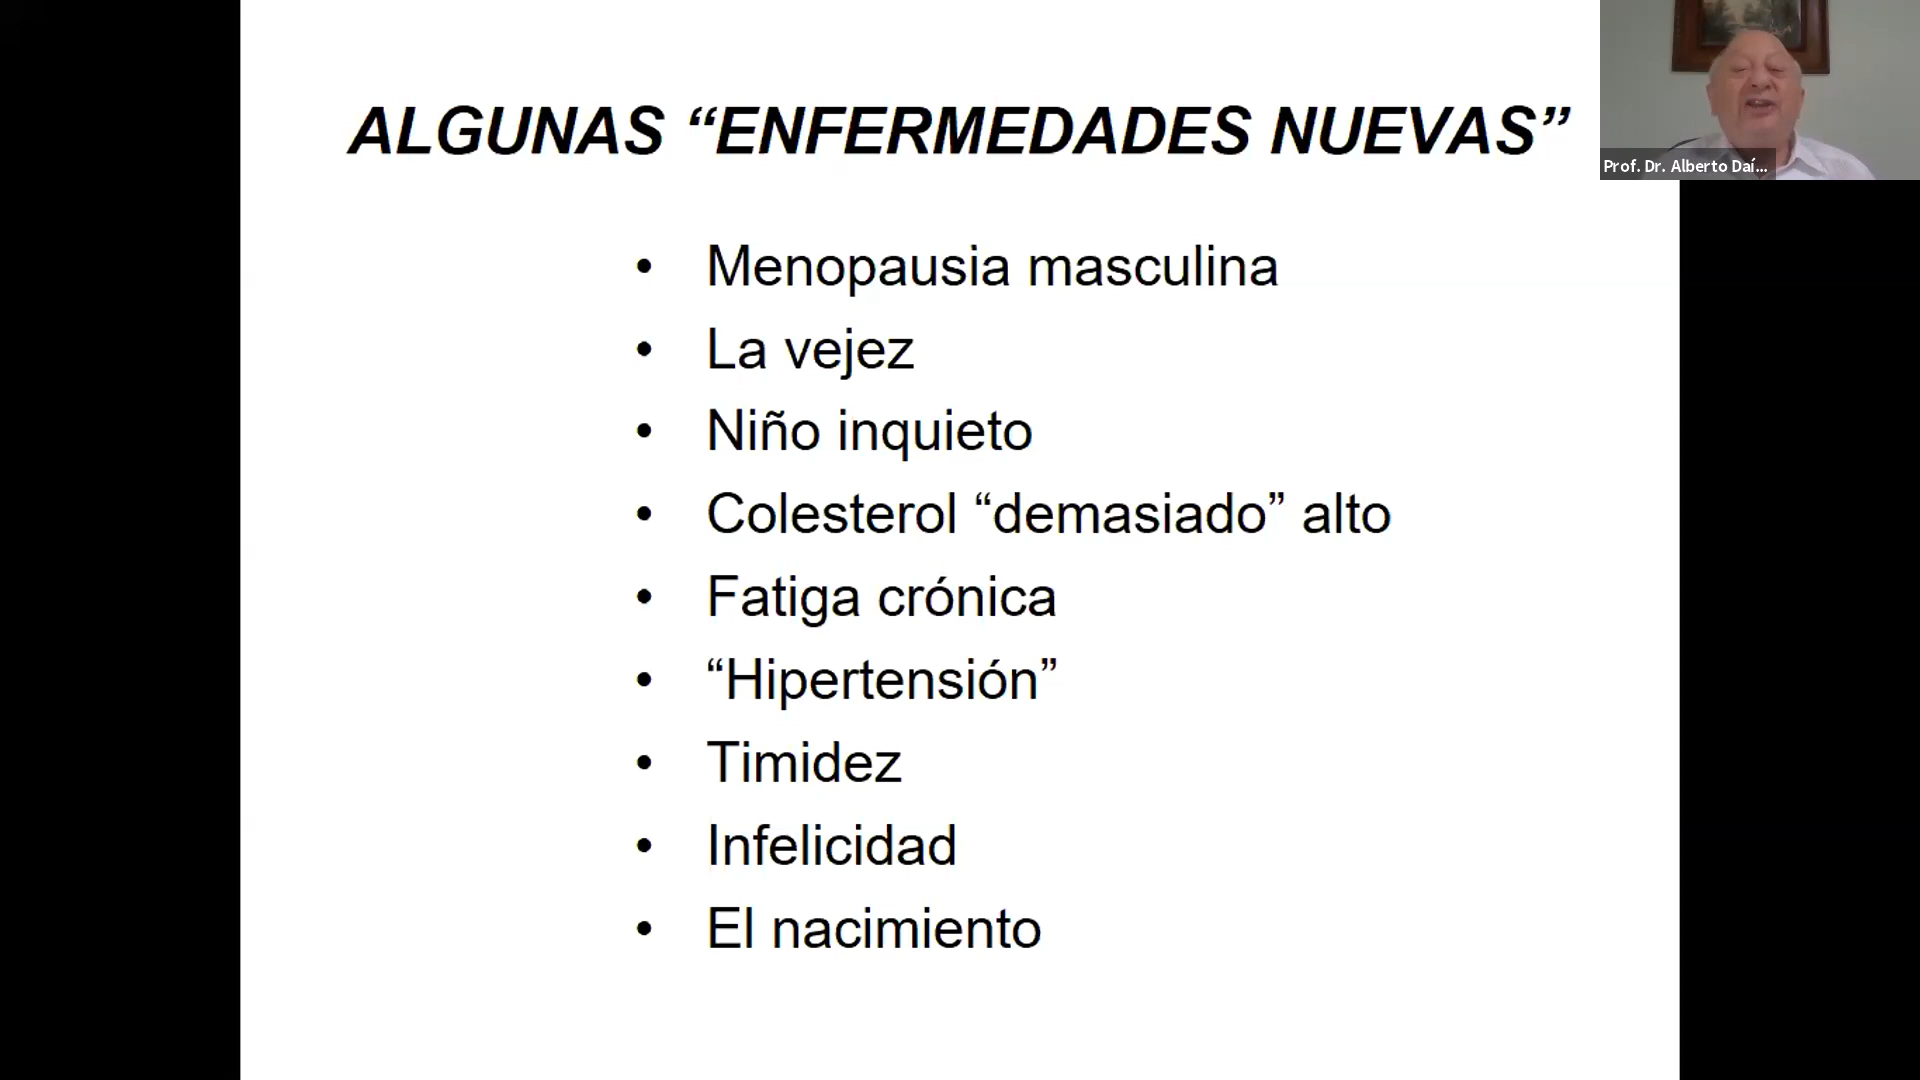 ALGUNAS “ENFERMEDADES NUEVAS”
Prof. Dr. Alberto Daí...
• Menopausia masculina
• La vejez
• Niño inquieto
• Colesterol “demasiado” alto
• Fatiga crónica
• “Hipertensión”
• Timidez
• Infelicidad
• El nacimiento